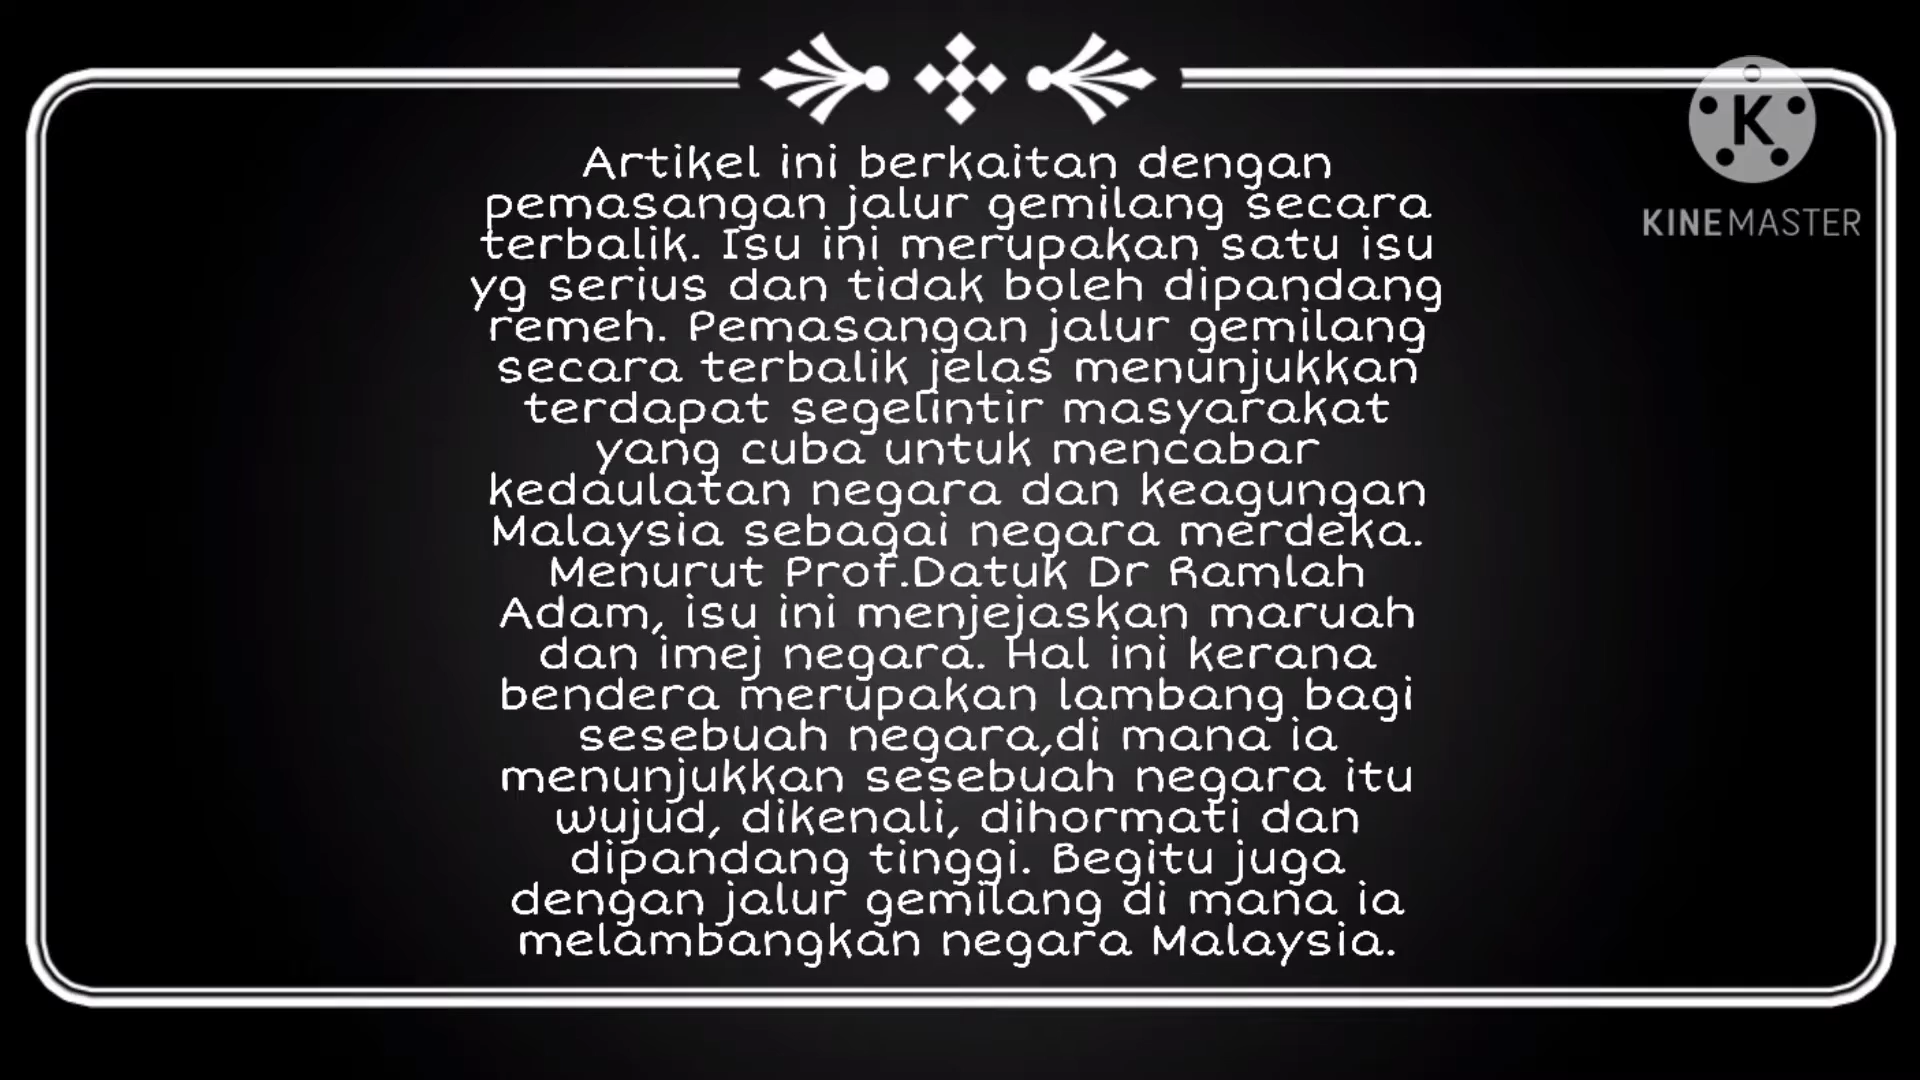 Artikel ini berkaitan dengan
pemasangan jalur gemilang secara
terbalik. Isu ini merupakan satu isu
yg serius dan tidak boleh dipandang
remeh. Pemasangan jalur gemilang
secara terbalik jelas menunjukkan
terdapat segelintir masyarakat
yang cuba untuk mencabar
kedaulatan negara dan keagungan
Malaysia sebagai negara merdeka.
Menurut Prof.Datuk Dr Ramlah
Adam, isu ini menjejaskan maruah
dan imej negara. Hal ini kerana
bendera merupakan lambang bagi
sesebuah negara,di mana ia
menunjukkan sesebuah negara itu
wujud, dikenali, dihormati dan
dipandang tinggi. Begitu juga
dengan jalur gemilang di mana ia
melambangkan negara Malaysia.
K
KINEMASTER